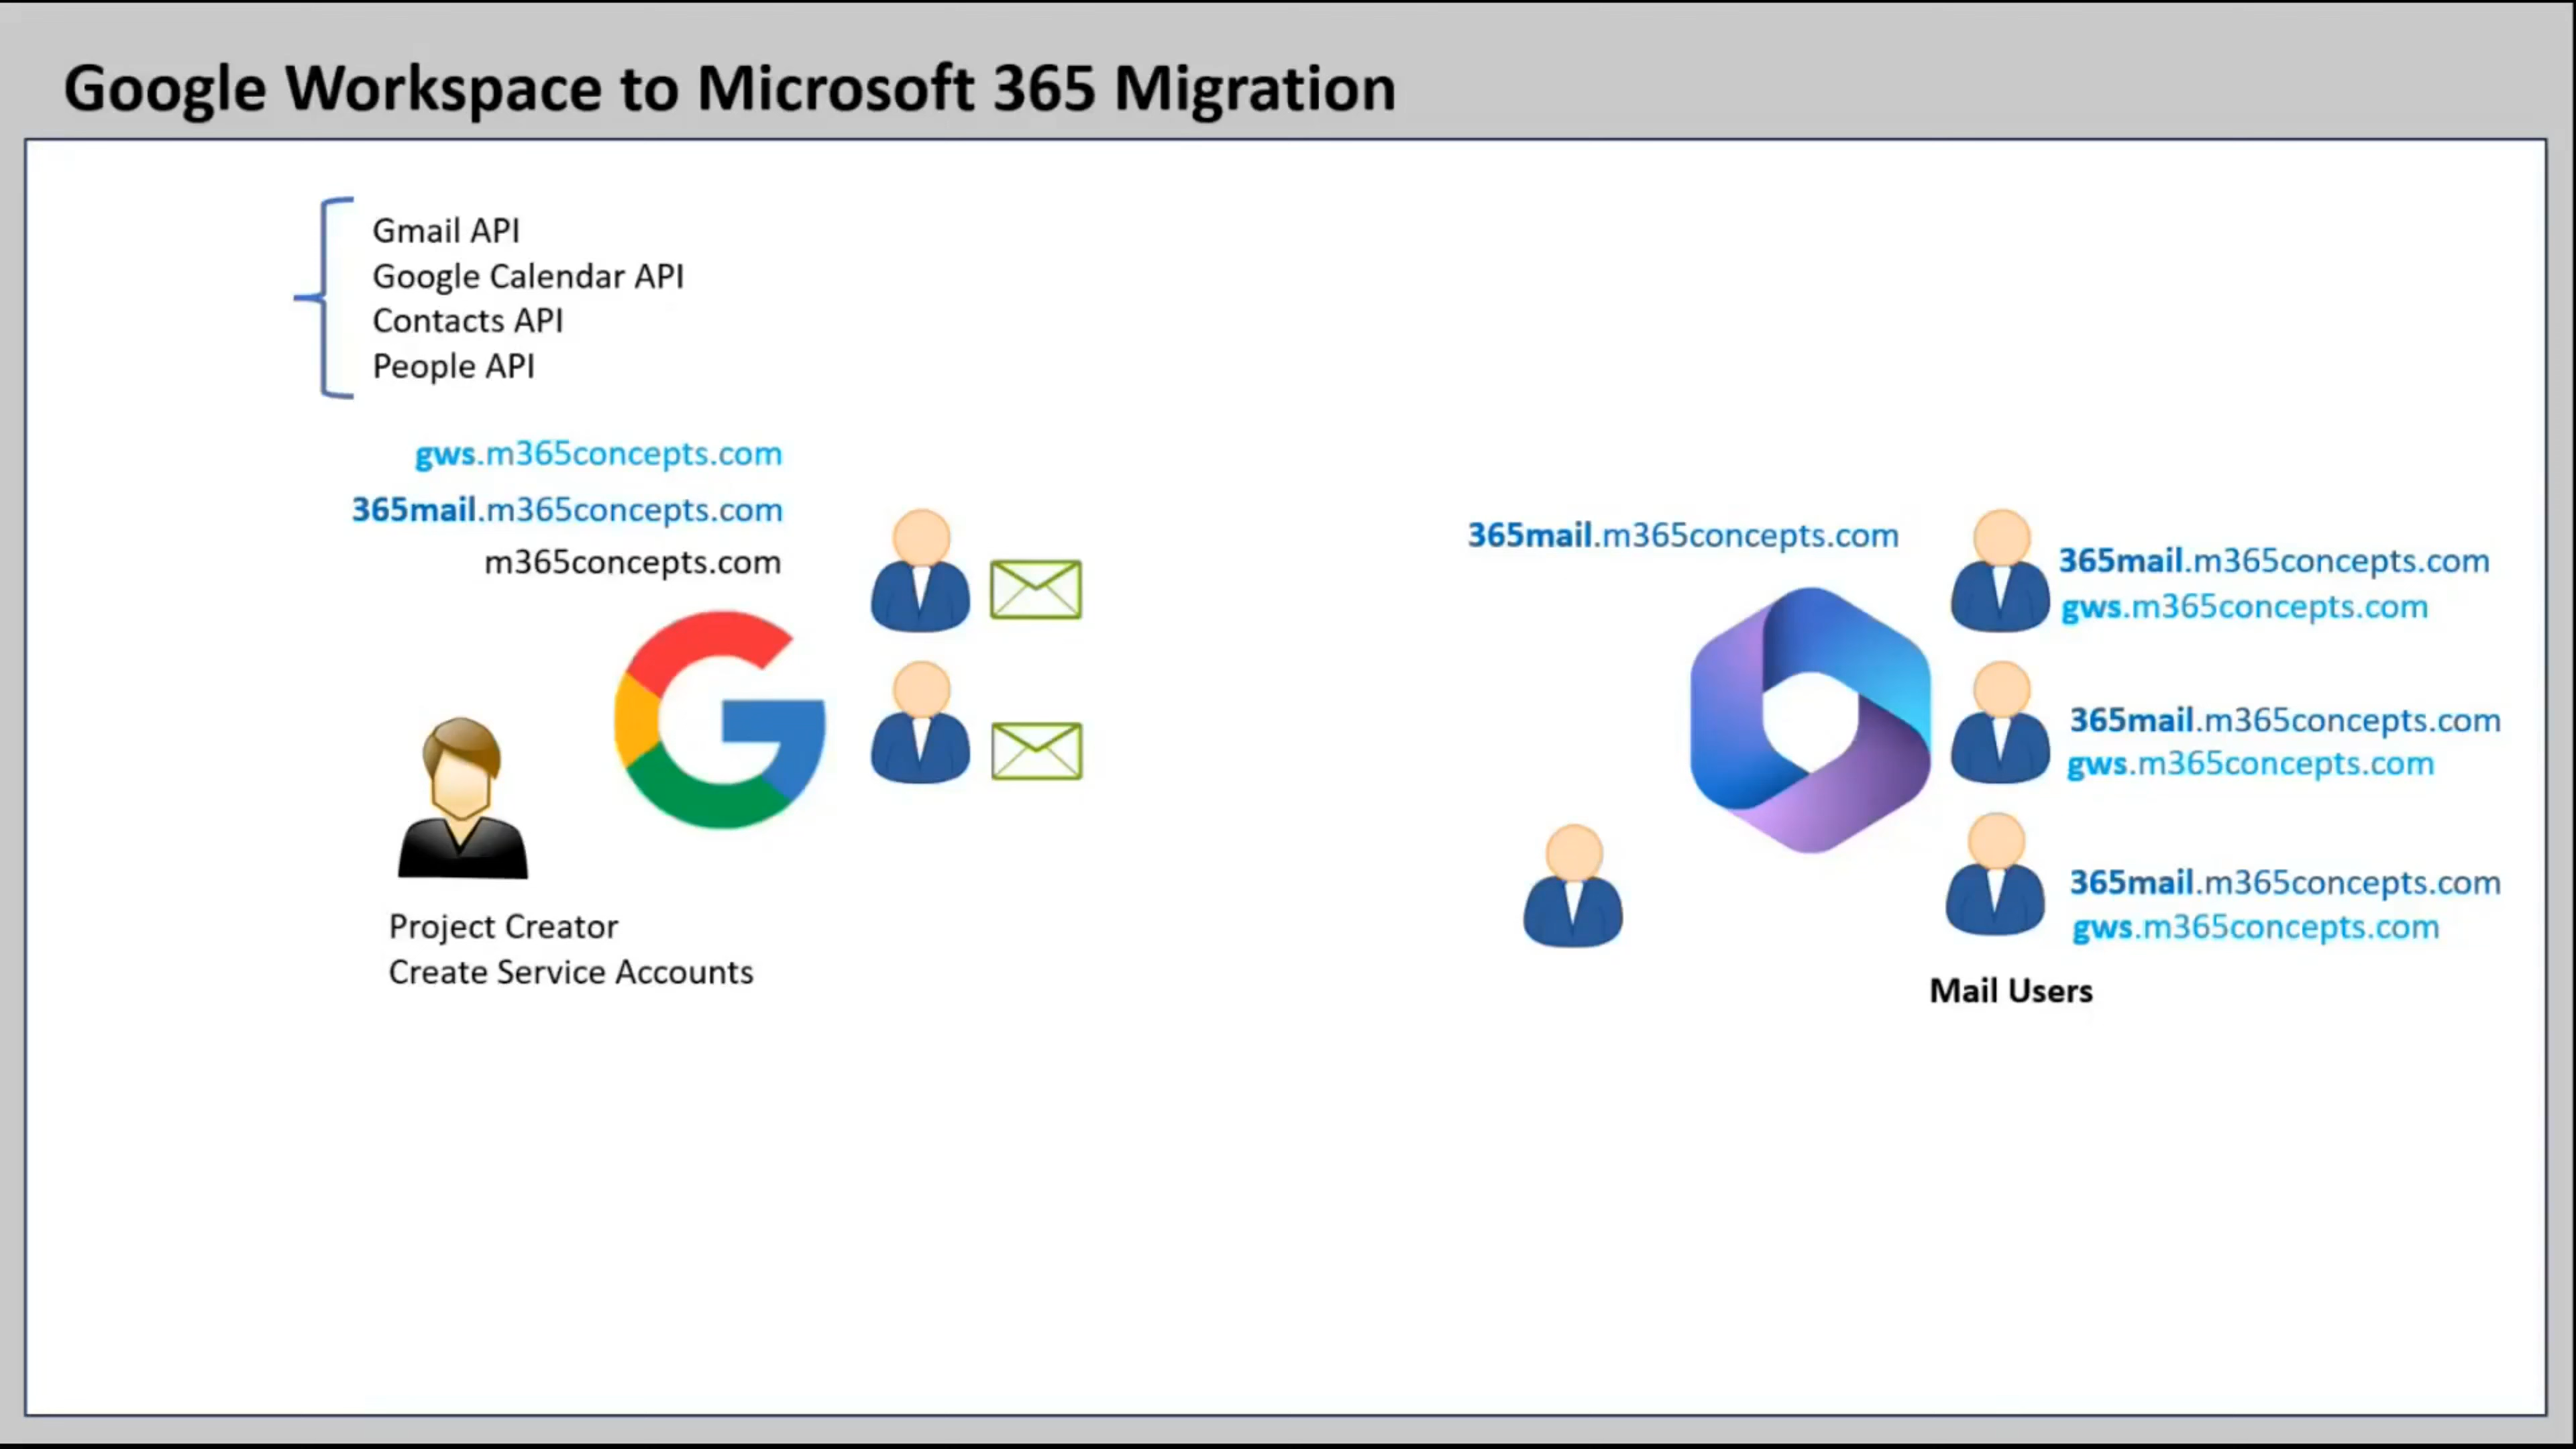 Google Workspace to Microsoft 365 Migration
Gmail API
Google Calendar API
Contacts API
People API
gws.m365concepts.com
365mail.m365concepts.com
m365concepts.com
Project Creator
Create Service Accounts
365mail.m365concepts.com
365mail.m365concepts.com
gws.m365concepts.com
365mail.m365concepts.com
gws.m365concepts.com
365mail.m365concepts.com
gws.m365concepts.com
Mail Users